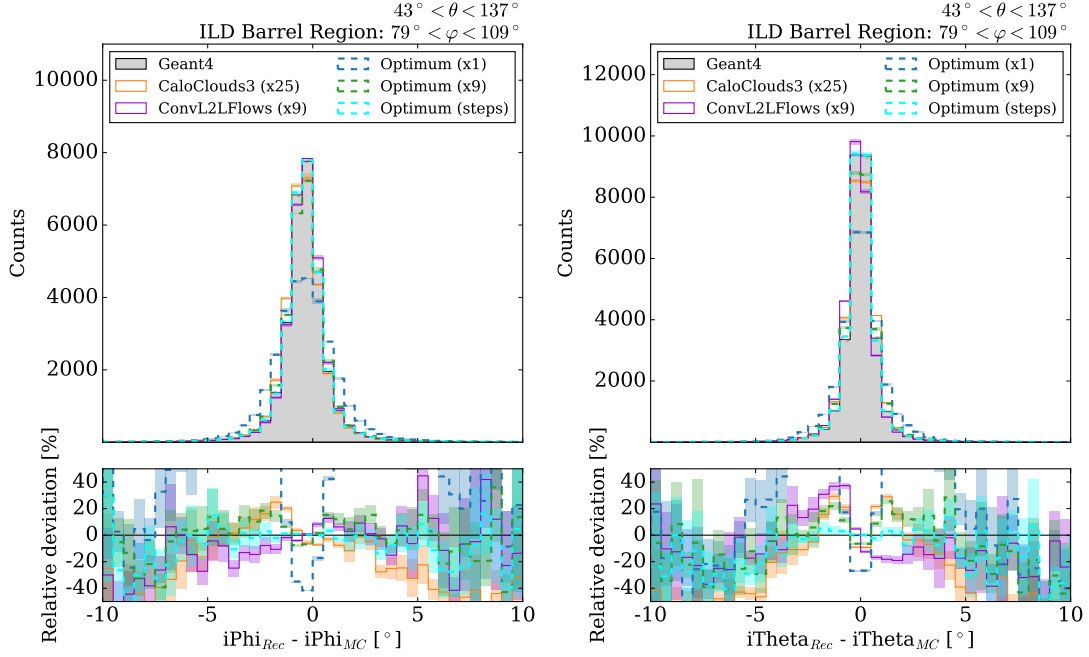 43° < θ < 137°
ILD Barrel Region: 79° < φ < 109°
Geant4
CaloClouds3 (x25)
ConvL2LFlows (x9)
Optimum (x1)
Optimum (x9)
Optimum (steps)
Counts
10000
8000
6000
4000
2000
Relative deviation [%]
40
20
0
-20
-40
-10
-5
0
5
10
iPhi_Rec - iPhi_MC [°]
43° < θ < 137°
ILD Barrel Region: 79° < φ < 109°
Geant4
CaloClouds3 (x25)
ConvL2LFlows (x9)
Optimum (x1)
Optimum (x9)
Optimum (steps)
Counts
12000
10000
8000
6000
4000
2000
Relative deviation [%]
40
20
0
-20
-40
-10
-5
0
5
10
iTheta_Rec - iTheta_MC [°]